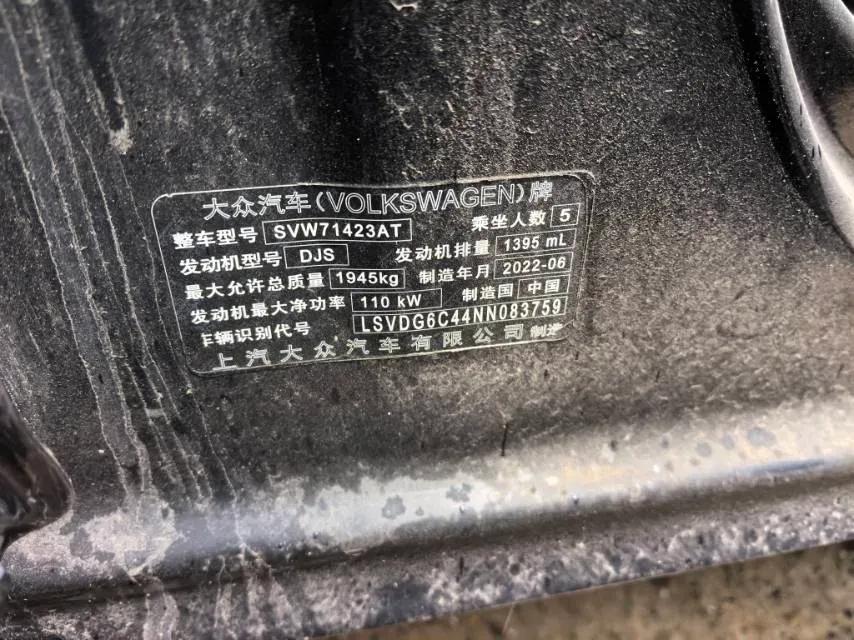 大众汽车(VOLKSWAGEN)牌
整车型号 SVW71423AT 乘坐人数 5
发动机型号 DJS 发动机排量 1395 mL
最大允许总质量 1945kg 制造年月 2022-06
发动机最大净功率 110 kW 制造国 中国
车辆识别代号 LSVDG6C44NN083759
上汽大众汽车有限公司 制造